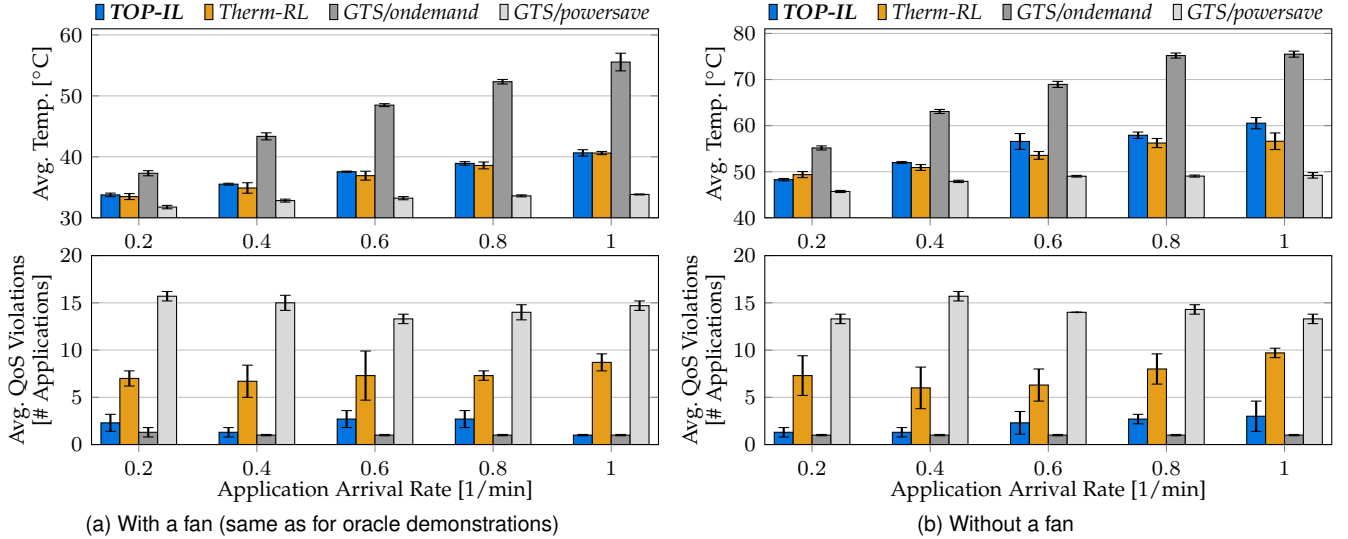 TOP-IL Therm-RL GTS/ondemand GTS/powersave
60
50
40
30
Avg. Temp. [°C]
0.2 0.4 0.6 0.8 1
20
15
10
5
0
Avg. QoS Violations
[# Applications]
0.2 0.4 0.6 0.8 1
Application Arrival Rate [1/min]
(a) With a fan (same as for oracle demonstrations)
TOP-IL Therm-RL GTS/ondemand GTS/powersave
80
70
60
50
40
Avg. Temp. [°C]
0.2 0.4 0.6 0.8 1
20
15
10
5
0
Avg. QoS Violations
[# Applications]
0.2 0.4 0.6 0.8 1
Application Arrival Rate [1/min]
(b) Without a fan